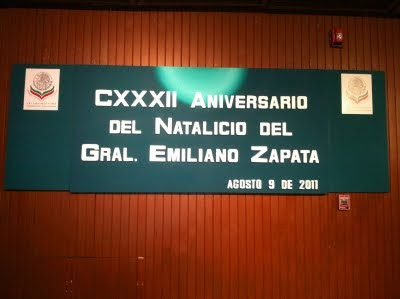 CXXXII ANIVERSARIO
DEL NATALICIO DEL
GRAL. EMILIANO ZAPATA
AGOSTO 9 DE 2011